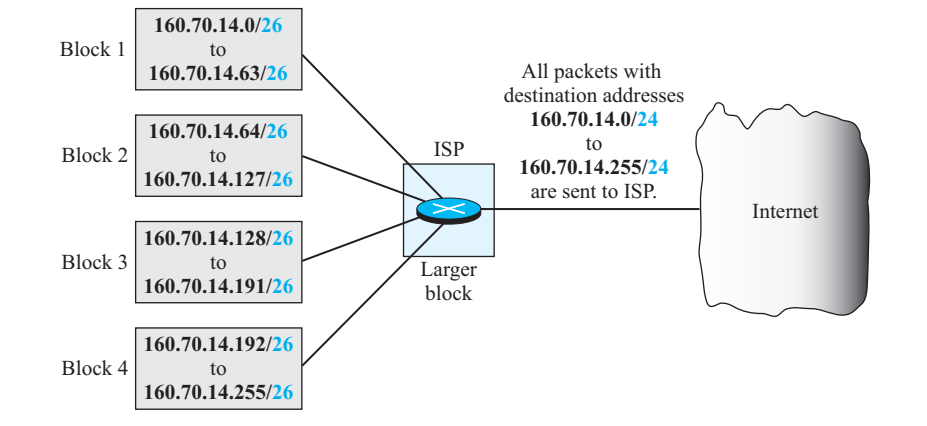 Block 1
160.70.14.0/26
to
160.70.14.63/26
Block 2
160.70.14.64/26
to
160.70.14.127/26
Block 3
160.70.14.128/26
to
160.70.14.191/26
Block 4
160.70.14.192/26
to
160.70.14.255/26
ISP
Larger
block
All packets with
destination addresses
160.70.14.0/24
to
160.70.14.255/24
are sent to ISP.
Internet